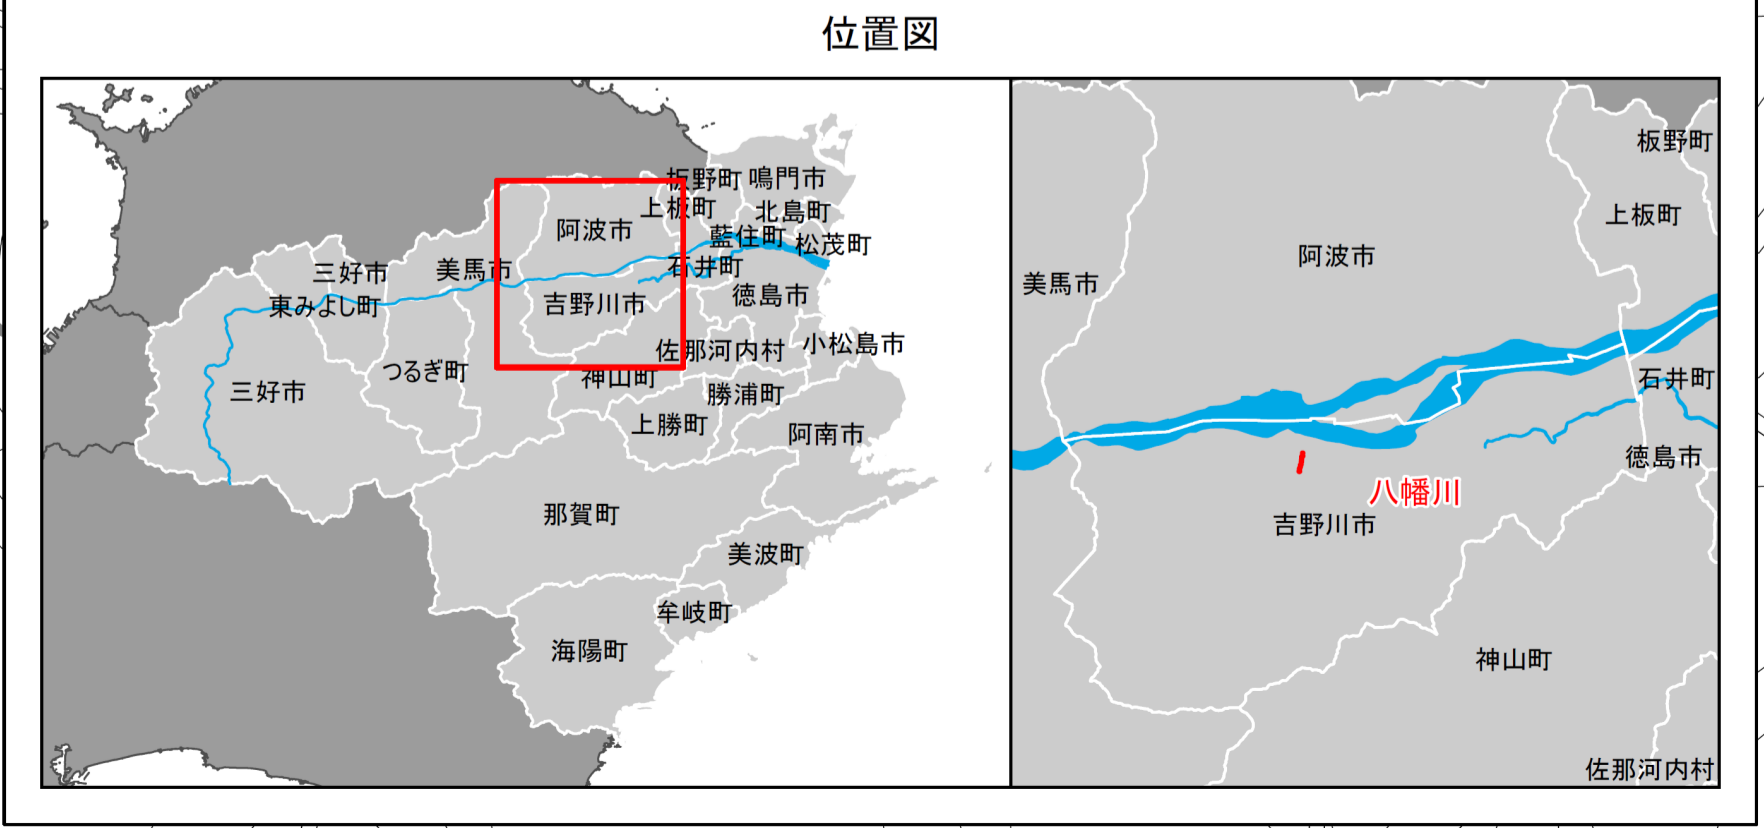 位置図
板野町
鳴門市
上板町
北島町
阿波市
藍住町
松茂町
三好市
美馬市
石井町
東みよし町
吉野川市
徳島市
佐那河内村
小松島市
つるぎ町
神山町
三好市
勝浦町
上勝町
阿南市
那賀町
美波町
牟岐町
海陽町
板野町
上板町
阿波市
美馬市
石井町
徳島市
八幡川
吉野川市
神山町
佐那河内村